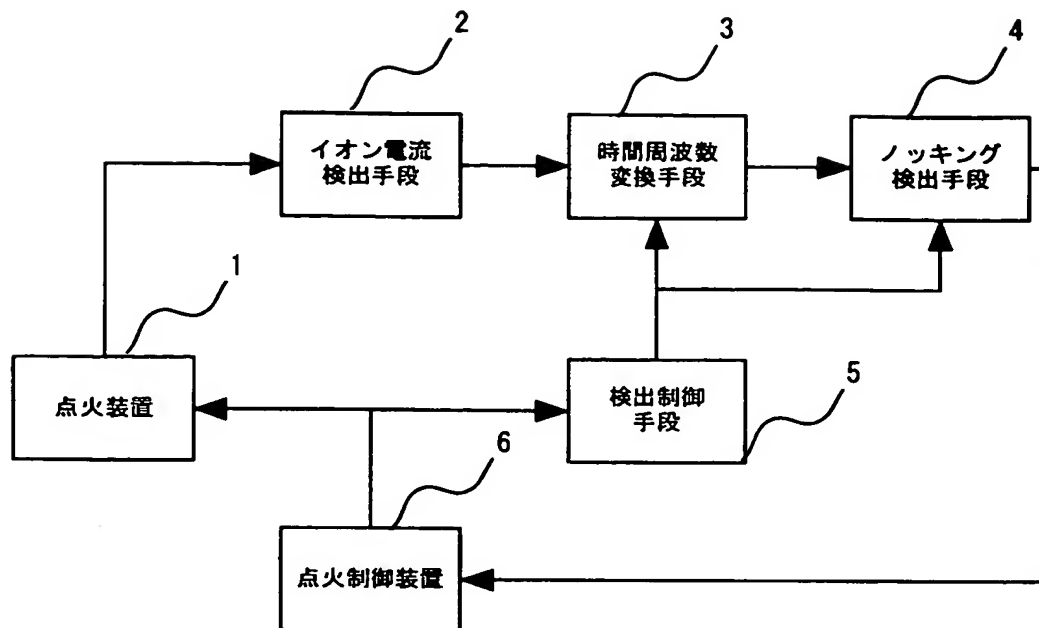 2
3
4
イオン電流
検出手段
時間周波数
変換手段
ノッキング
検出手段
1
点火装置
検出制御
手段
5
6
点火制御装置